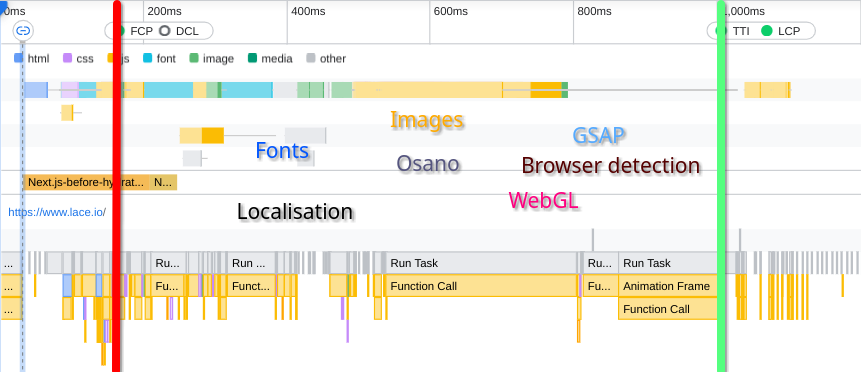 0ms 200ms 400ms 600ms 800ms 1,000ms
FCP DCL TTI LCP
html css js font image media other
Images
GSAP
Fonts
Osano
Browser detection
Next.js-before-hydrat... N...
WebGL
https://www.lace.io/
Localisation
... Ru... Run ... Run Task Ru... Run Task
... Fu... Funct... Function Call Fu... Animation Frame
... Function Call